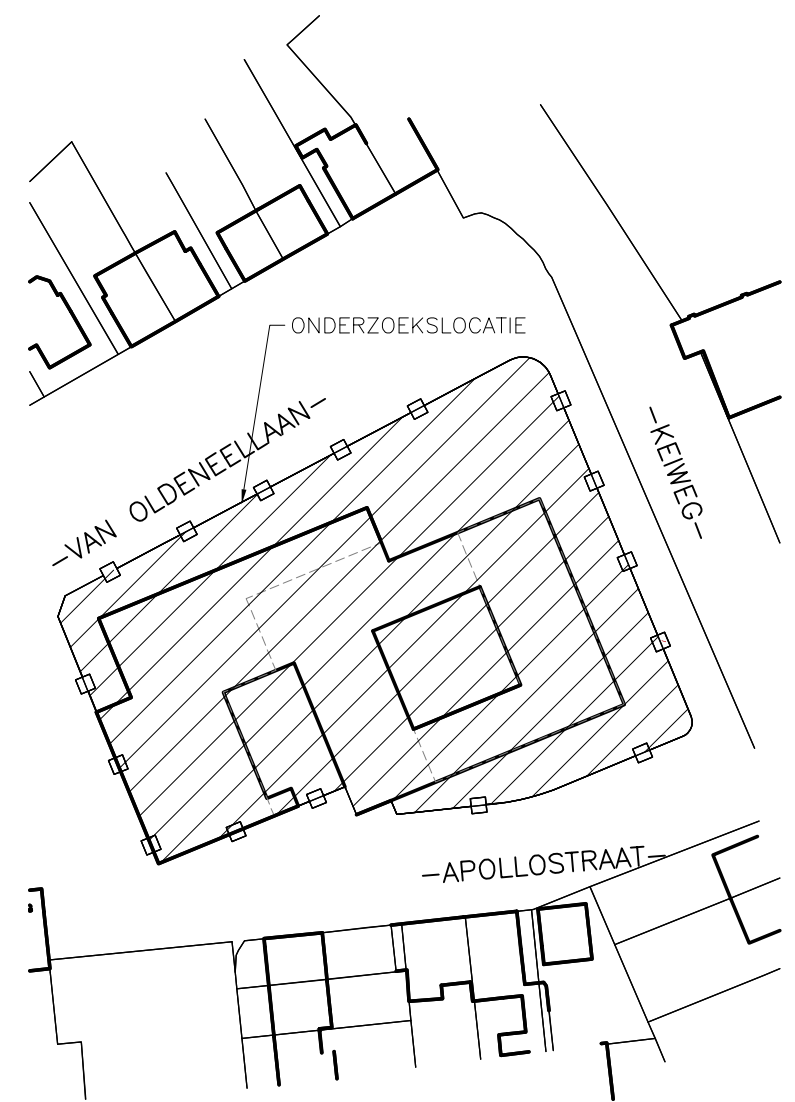 ONDERZOEKSLOCATIE
—VAN OLDENEELLAAN—
—KEIWEG—
—APOLLOSTRAAT—